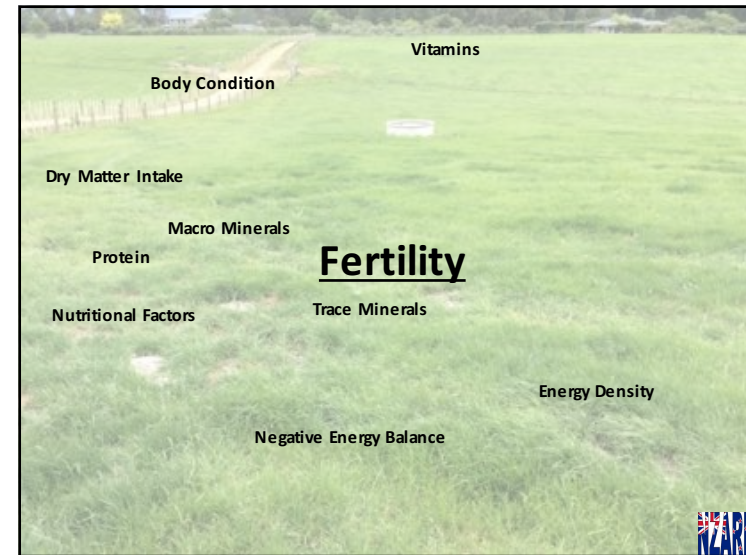 Vitamins
Body Condition
Dry Matter Intake
Macro Minerals
Protein
Fertility
Nutritional Factors
Trace Minerals
Energy Density
Negative Energy Balance
NZARN